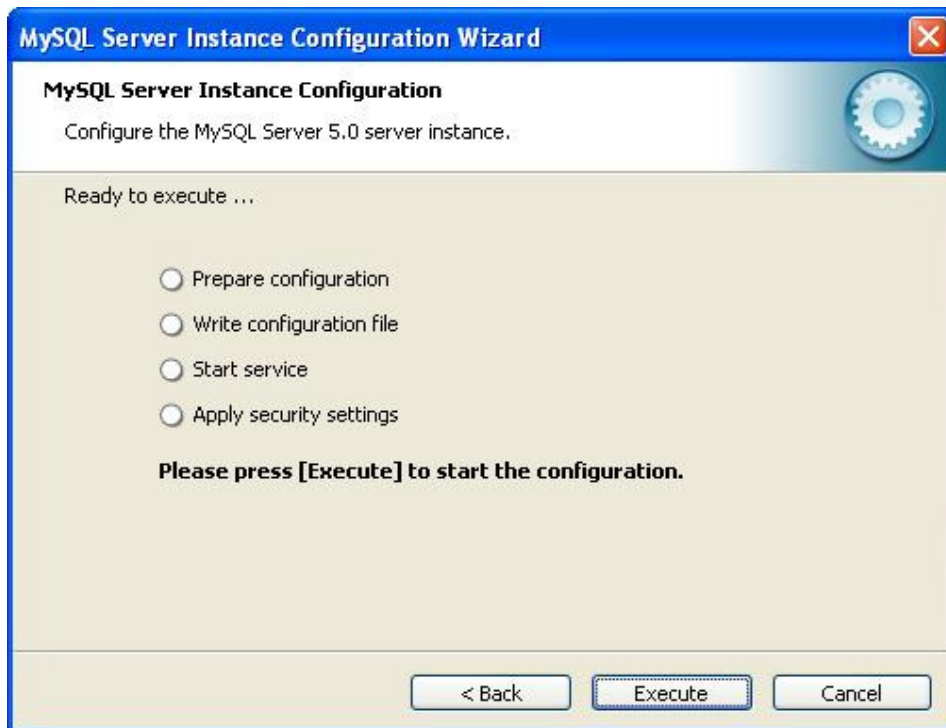 MySQL Server Instance Configuration Wizard
MySQL Server Instance Configuration
Configure the MySQL Server 5.0 server instance.
Ready to execute ...
Prepare configuration
Write configuration file
Start service
Apply security settings
Please press [Execute] to start the configuration.
< Back Execute Cancel